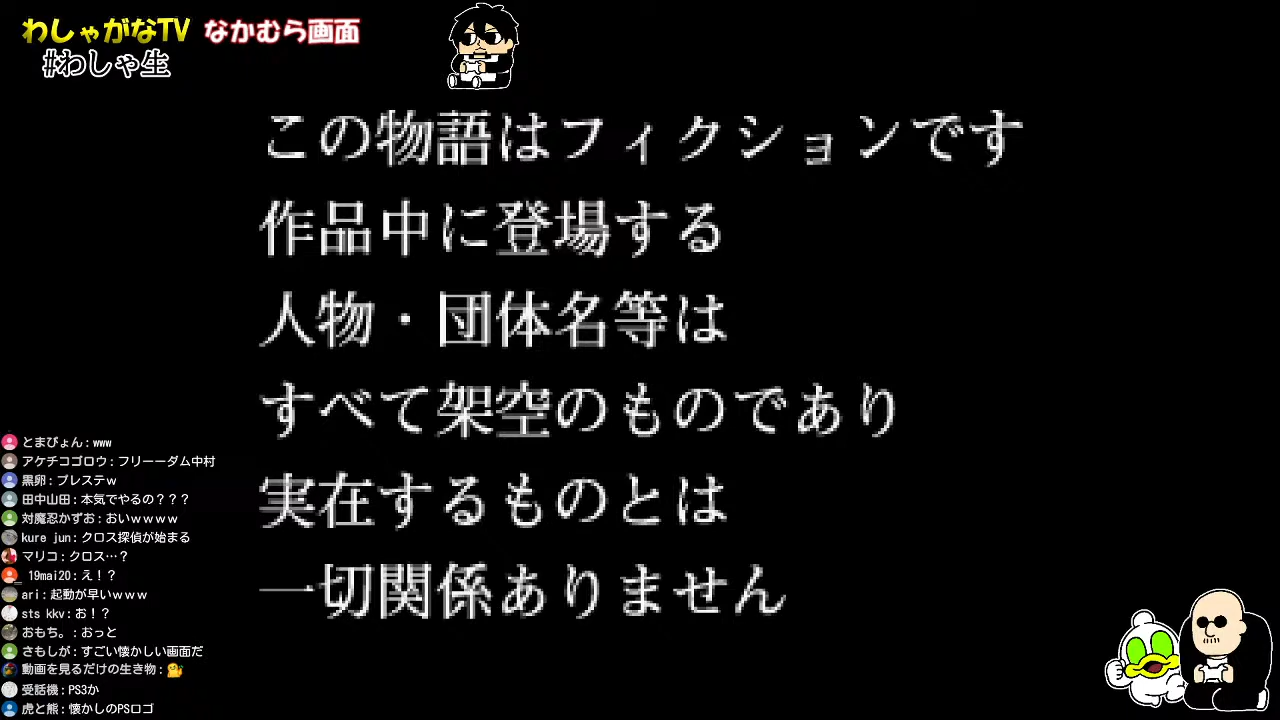 わしゃがなTV なかむら画面
#わしゃ生
この物語はフィクションです
作品中に登場する
人物・団体名等は
すべて架空のものであり
実在するものとは
一切関係ありません
とまぴょん : www
アケチコゴロウ : フリーーダム中村
黒卵 : プレステw
田中山田 : 本気でやるの？？？
対魔忍かずお : おいwwww
kure jun : クロス探偵が始まる
マリコ : クロス…？
_ 19mai20 : え！？
ari : 起動が早いwww
sts kkv : お！？
おもち。 : おっと
さもしが : すごい懐かしい画面だ
動画を見るだけの生き物 :
受話機 : PS3か
虎と熊 : 懐かしのPSロゴ